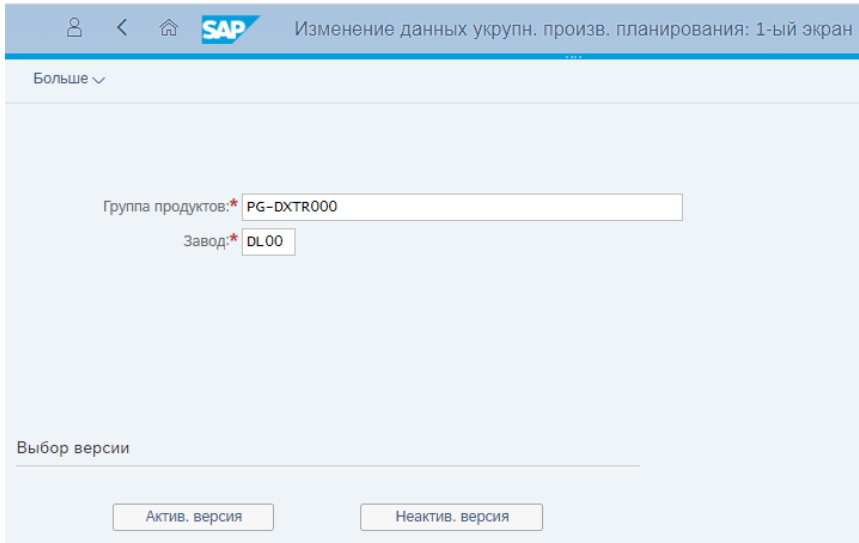 SAP Изменение данных укрупн. произв. планирования: 1-ый экран
Больше
Группа продуктов:* PG-DXTR000
Завод:* DL00
Выбор версии
Актив. версия Неактив. версия